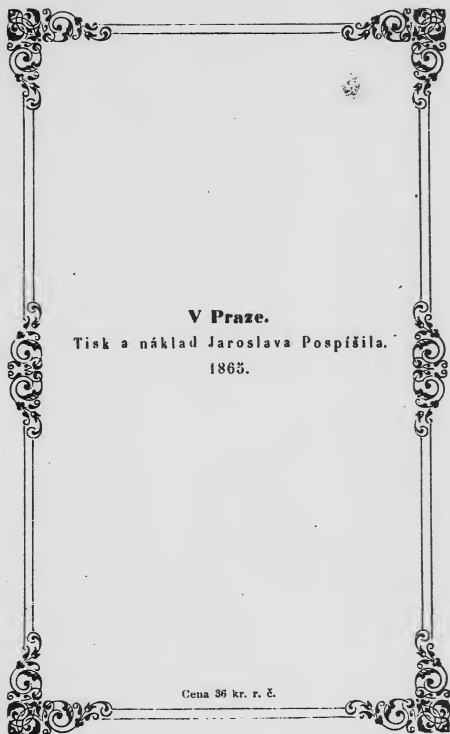 V Praze.
Tisk a náklad Jaroslava Pospíšila.
1865.
Cena 36 kr. r. č.